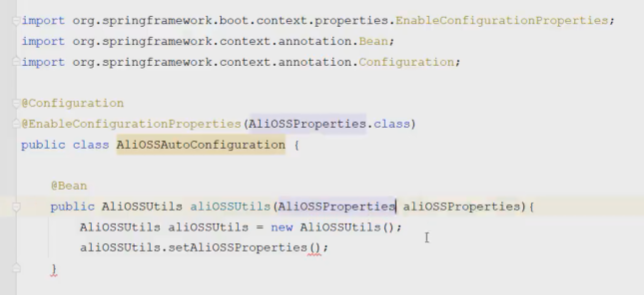 import org.springframework.boot.context.properties.EnableConfigurationProperties;
import org.springframework.context.annotation.Bean;
import org.springframework.context.annotation.Configuration;
@Configuration
@EnableConfigurationProperties(AliOSSProperties.class)
public class AliOSSAutoConfiguration {
@Bean
public AliOSSUtils aliOSSUtils(AliOSSProperties aliOSSProperties){
AliOSSUtils aliOSSUtils = new AliOSSUtils();
aliOSSUtils.setAliOSSProperties();
}